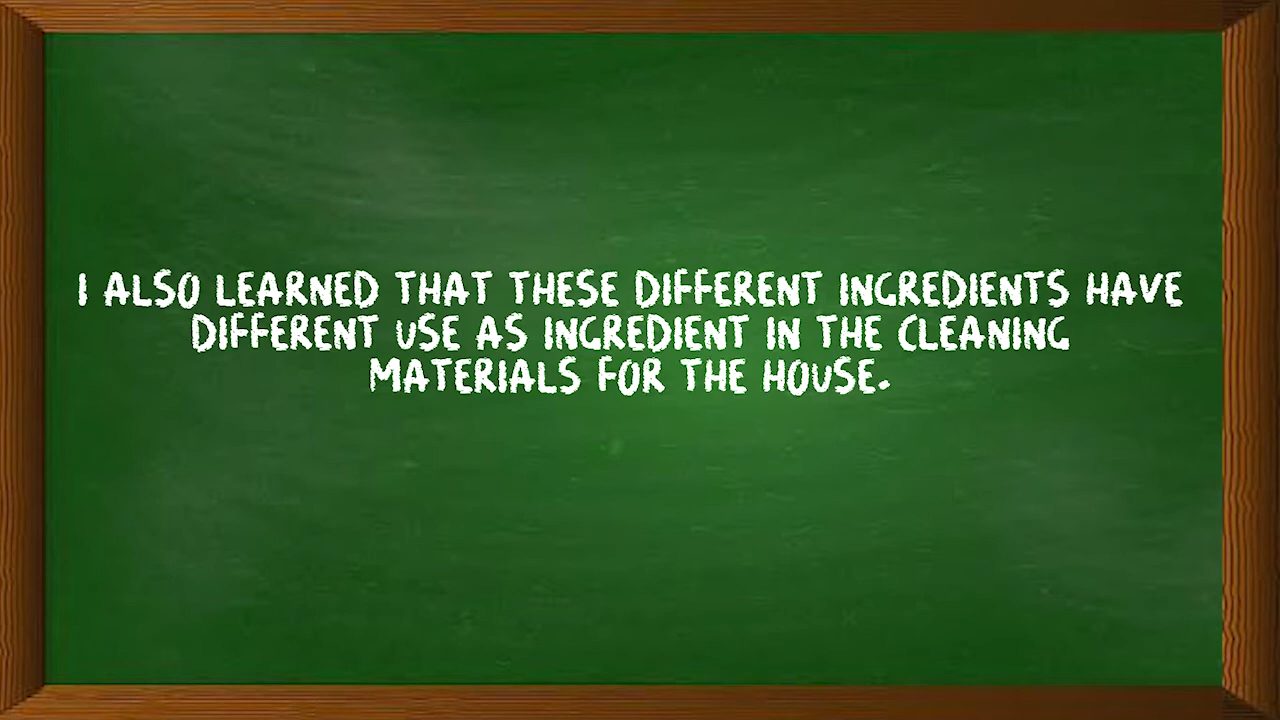 I ALSO LEARNED THAT THESE DIFFERENT INGREDIENTS HAVE
DIFFERENT USE AS INGREDIENT IN THE CLEANING
MATERIALS FOR THE HOUSE.